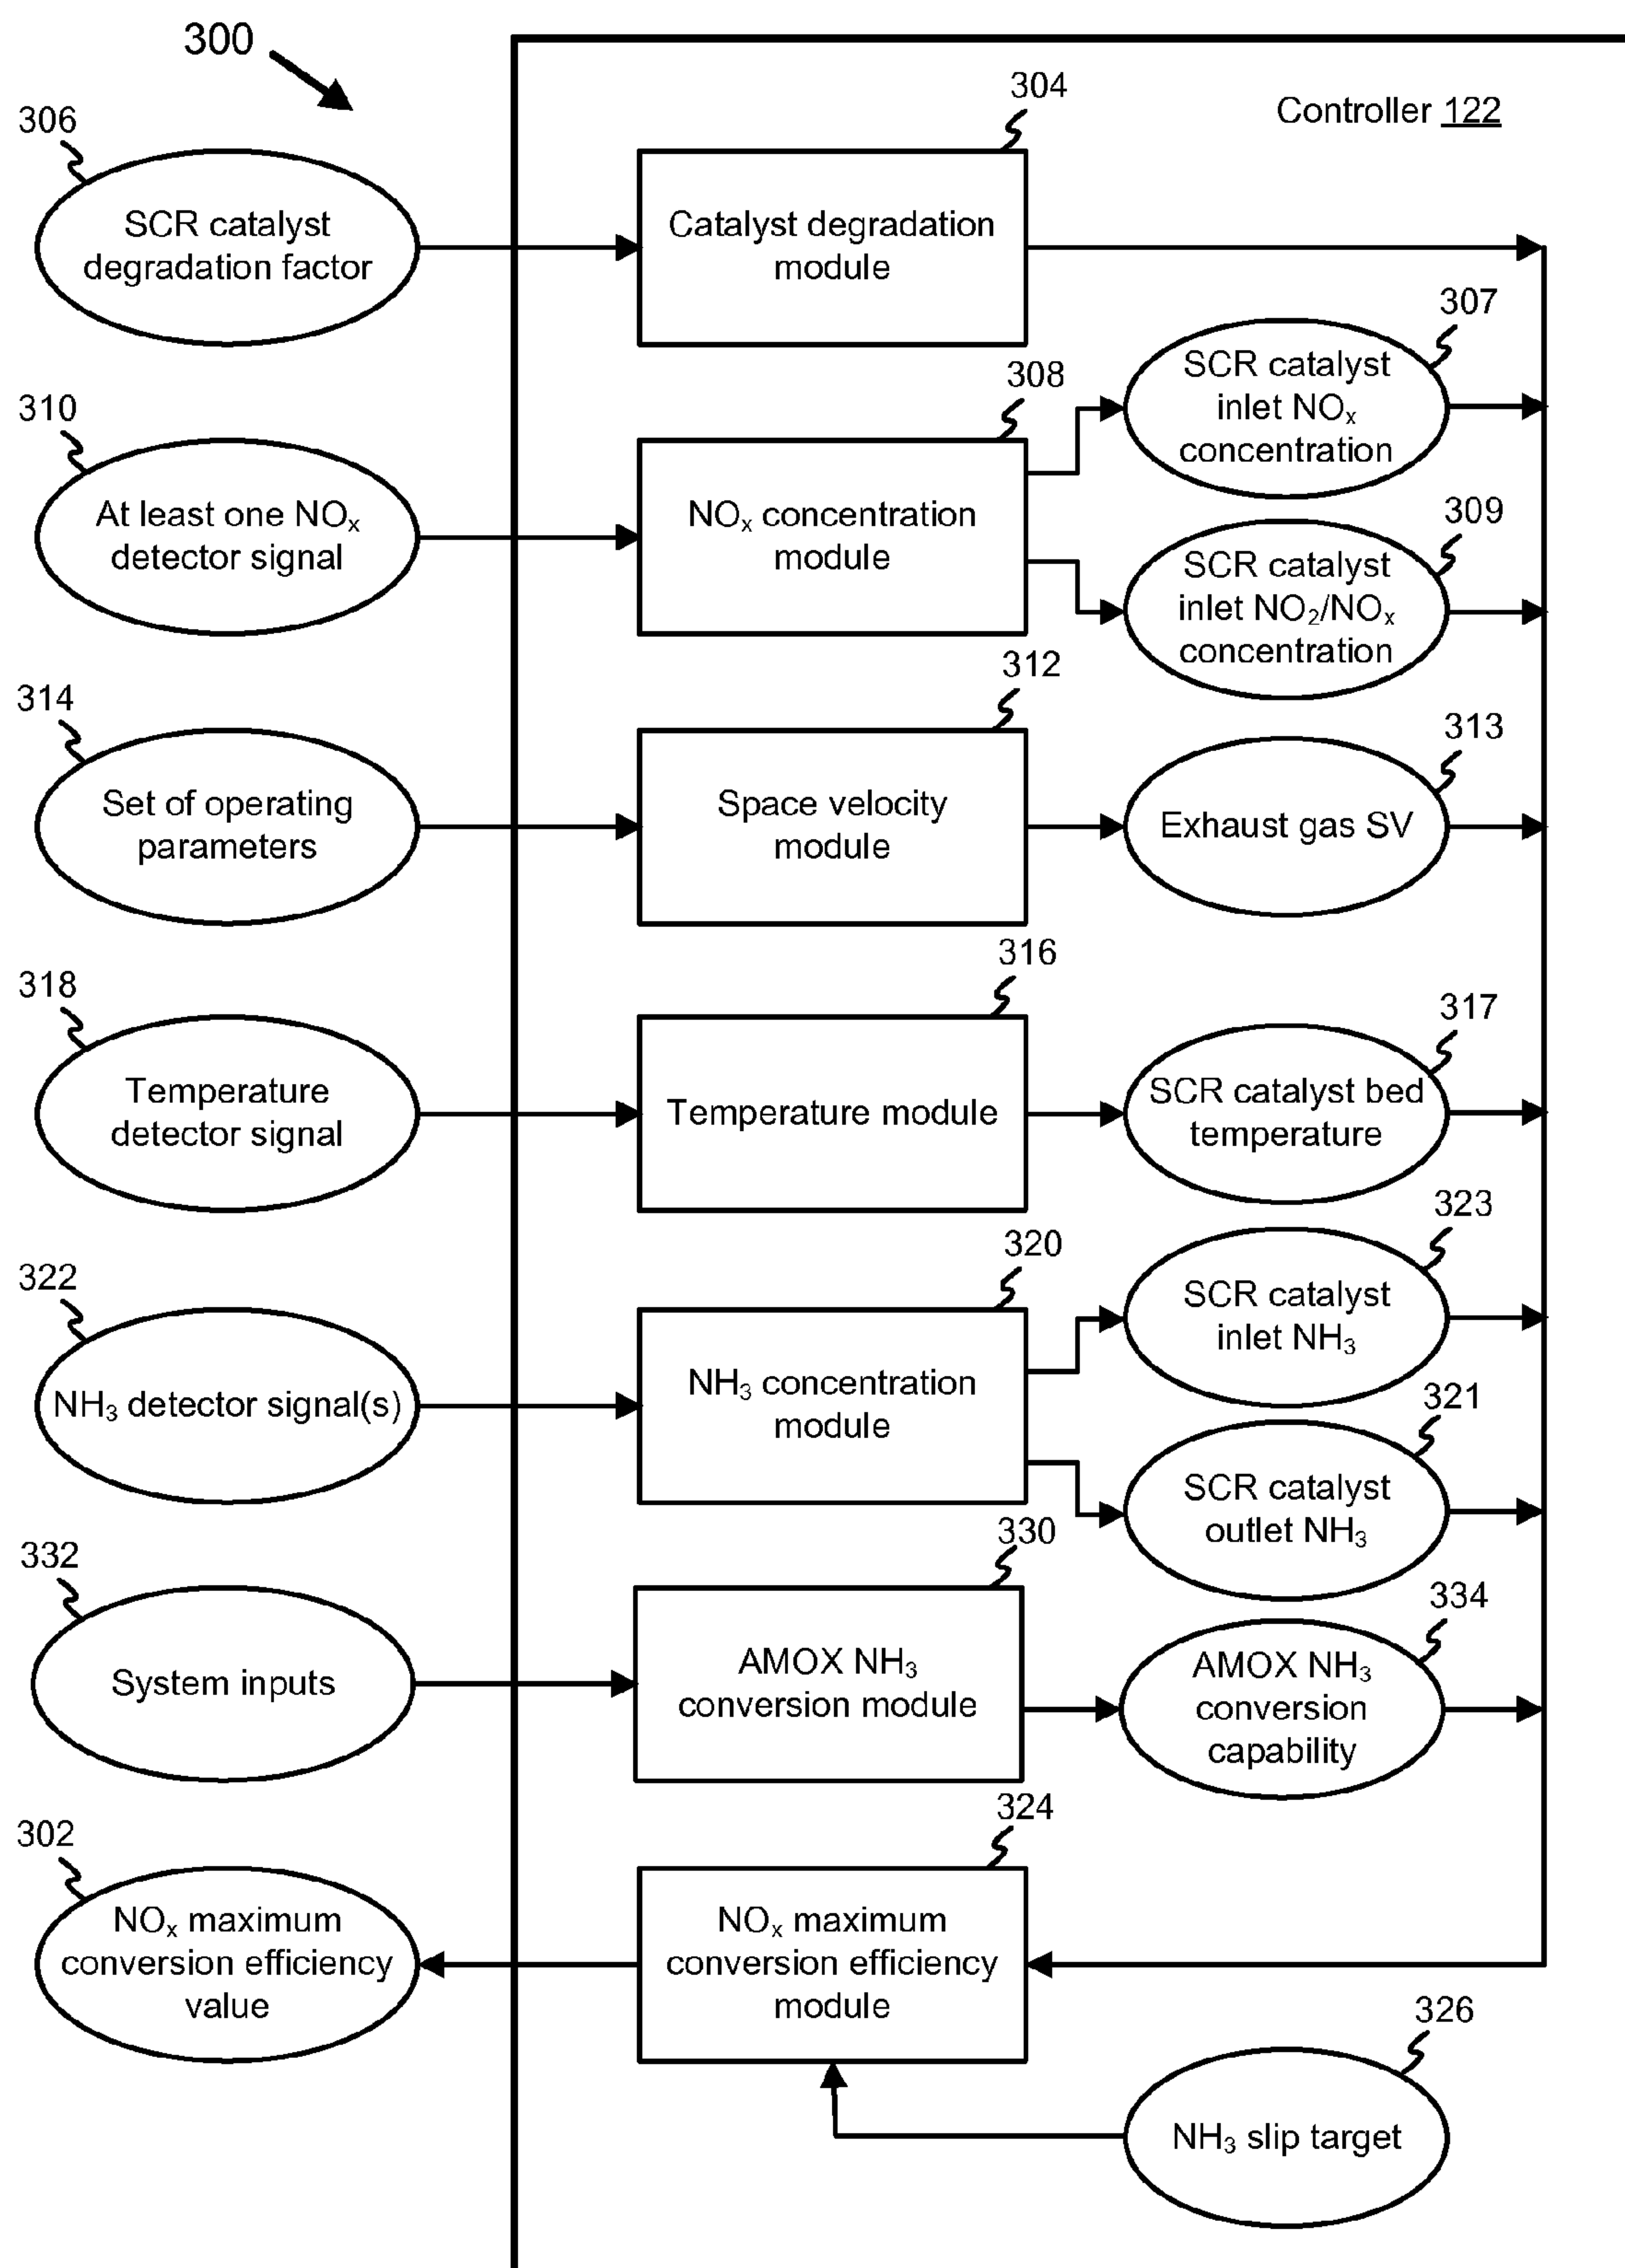 300
304
Controller 122
306
SCR catalyst
degradation factor
Catalyst degradation
module
307
SCR catalyst
inlet NOx
concentration
308
310
At least one NOx
detector signal
NOx concentration
module
309
SCR catalyst
inlet NO2/NOx
concentration
312
314
Set of operating
parameters
Space velocity
module
313
Exhaust gas SV
316
318
Temperature
detector signal
Temperature module
317
SCR catalyst bed
temperature
320
322
NH3 detector signal(s)
NH3 concentration
module
323
SCR catalyst
inlet NH3
321
SCR catalyst
outlet NH3
330
332
System inputs
AMOX NH3
conversion module
334
AMOX NH3
conversion
capability
324
302
NOx maximum
conversion efficiency
value
NOx maximum
conversion efficiency
module
326
NH3 slip target